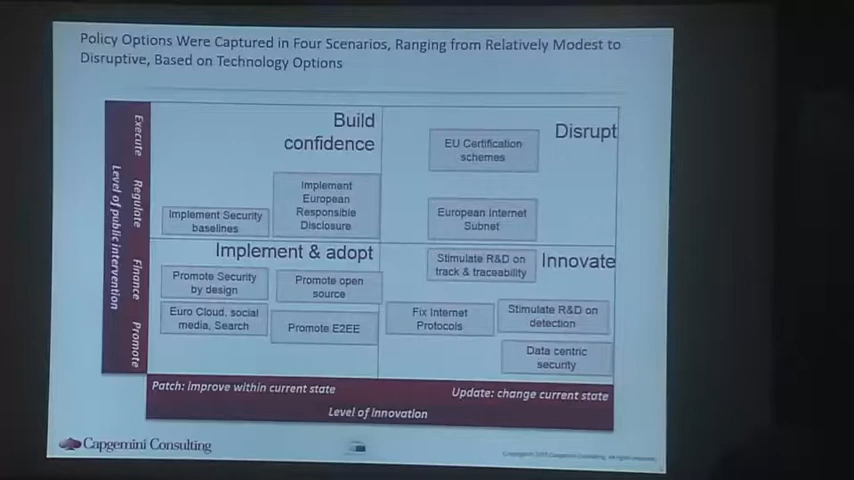 Policy Options Were Captured in Four Scenarios, Ranging from Relatively Modest to
Disruptive, Based on Technology Options
Build
confidence
Disrupt
EU Certification
schemes
Implement
European
Responsible
Disclosure
Implement Security
baselines
European Internet
Subnet
Implement & adopt
Innovate
Stimulate R&D on
track & traceability
Promote Security
by design
Promote open
source
Euro Cloud, social
media, Search
Promote E2EE
Fix Internet
Protocols
Stimulate R&D on
detection
Data centric
security
Execute
Regulate
Finance
Promote
Level of public intervention
Patch: improve within current state
Update: change current state
Level of innovation
Capgemini Consulting